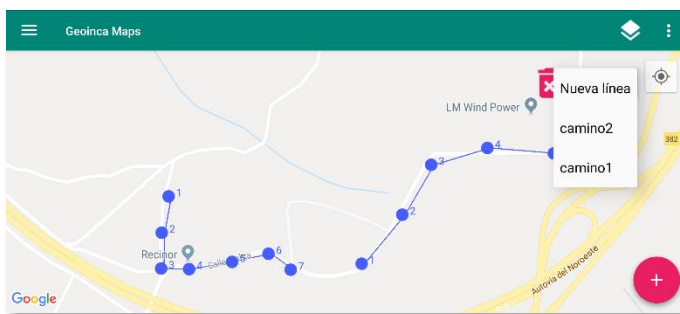 Geoinca Maps
LM Wind Power
Nueva línea
camino2
camino1
382
4
3
2
1
1
2
Recinor
3
4
5
6
7
Autovía del Noroeste
Google
+